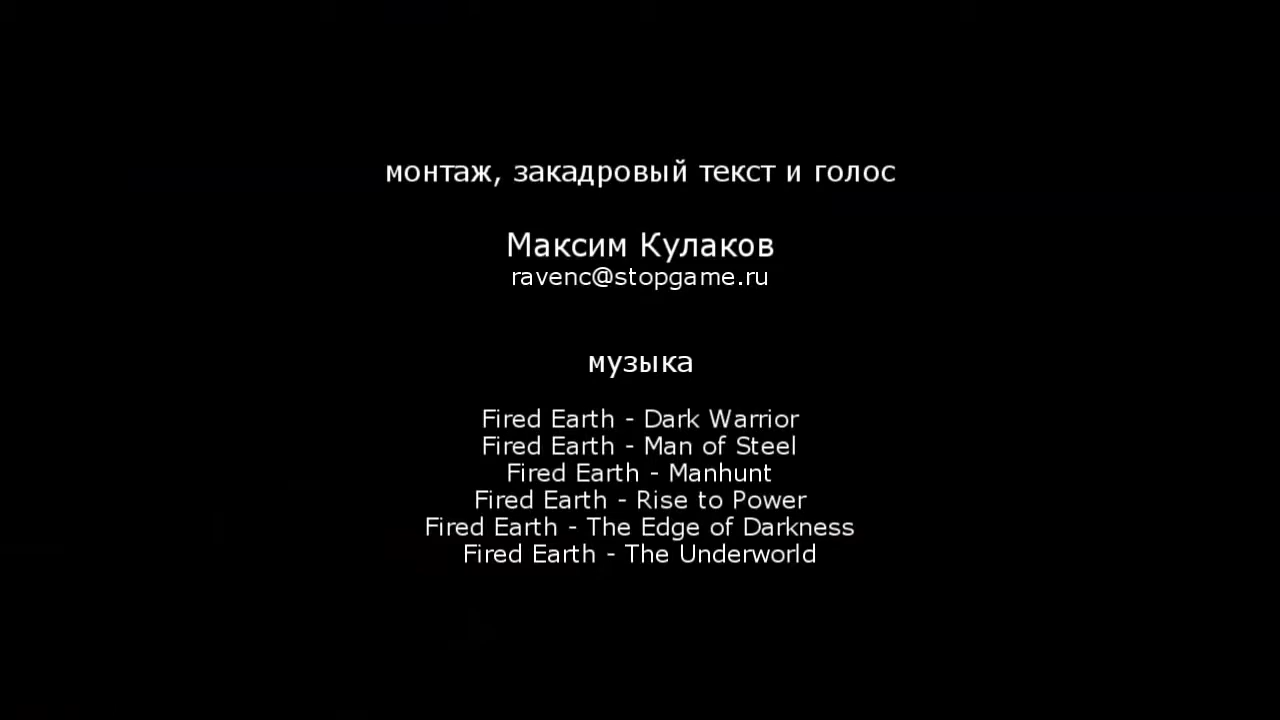 монтаж, закадровый текст и голос
Максим Кулаков
ravenc@stopgame.ru
музыка
Fired Earth - Dark Warrior
Fired Earth - Man of Steel
Fired Earth - Manhunt
Fired Earth - Rise to Power
Fired Earth - The Edge of Darkness
Fired Earth - The Underworld